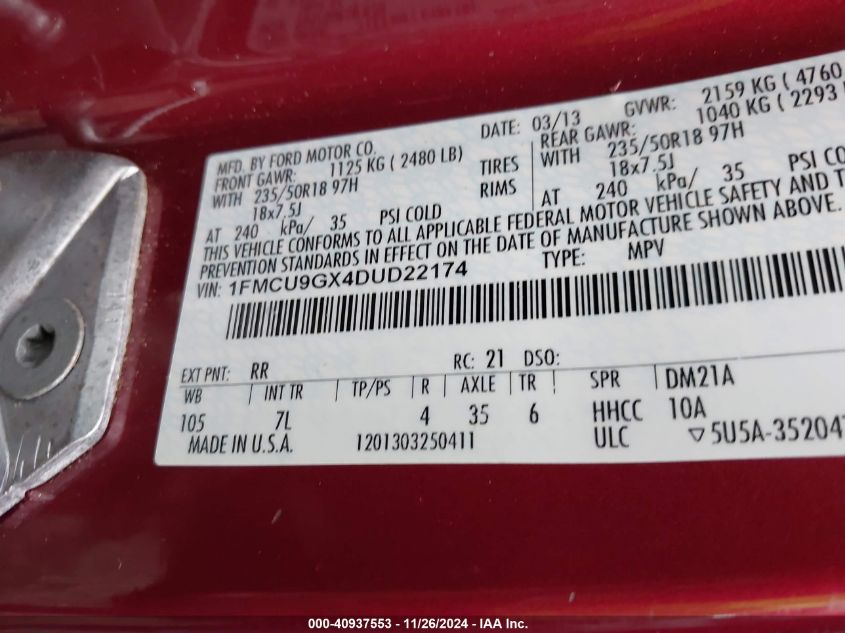 MFD. BY FORD MOTOR CO. DATE: 03/13 GVWR: 2159 KG ( 4760
FRONT GAWR: 1125 KG ( 2480 LB) REAR GAWR: 1040 KG ( 2293
WITH 235/50R18 97H TIRES WITH 235/50R18 97H
18x7.5J RIMS 18x7.5J
AT 240 kPa/ 35 PSI COLD AT 240 kPa/ 35 PSI COL
THIS VEHICLE CONFORMS TO ALL APPLICABLE FEDERAL MOTOR VEHICLE SAFETY AND T
PREVENTION STANDARDS IN EFFECT ON THE DATE OF MANUFACTURE SHOWN ABOVE.
VIN: 1FMCU9GX4DUD22174 TYPE: MPV
EXT PNT: RR RC: 21 DSO:
WB INT TR TP/PS R AXLE TR SPR DM21A
105 7L 4 35 6 HHCC 10A
MADE IN U.S.A. 1201303250411 ULC ▽5U5A-35204
000-40937553 - 11/26/2024 - IAA Inc.